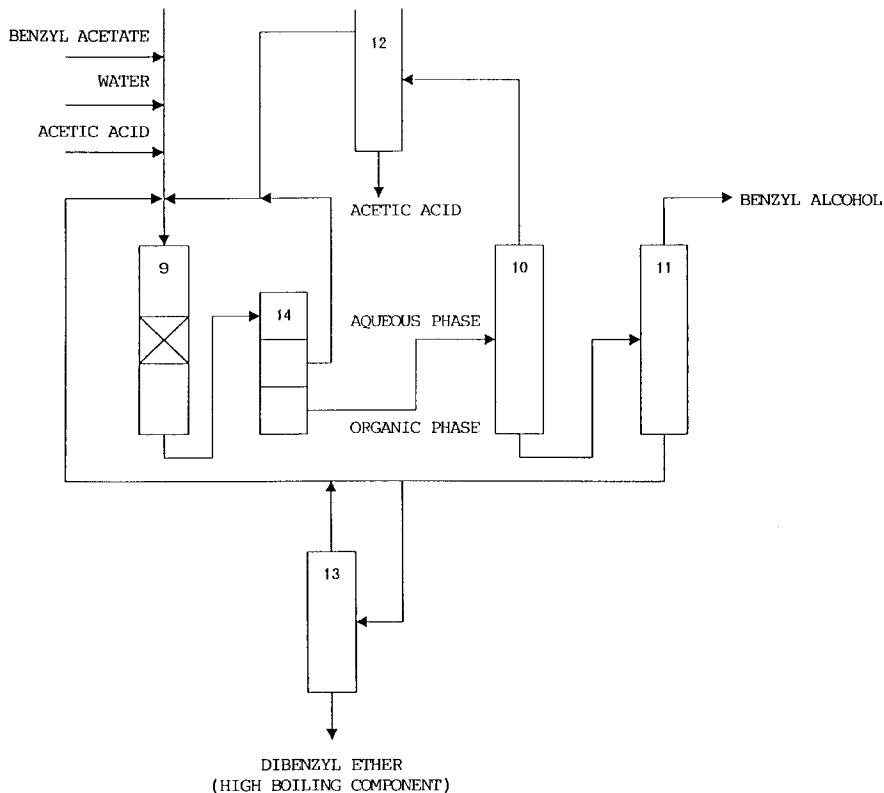 BENZYL ACETATE
WATER
ACETIC ACID
12
ACETIC ACID
BENZYL ALCOHOL
9
14
10
11
AQUEOUS PHASE
ORGANIC PHASE
13
DIBENZYL ETHER
(HIGH BOILING COMPONENT)